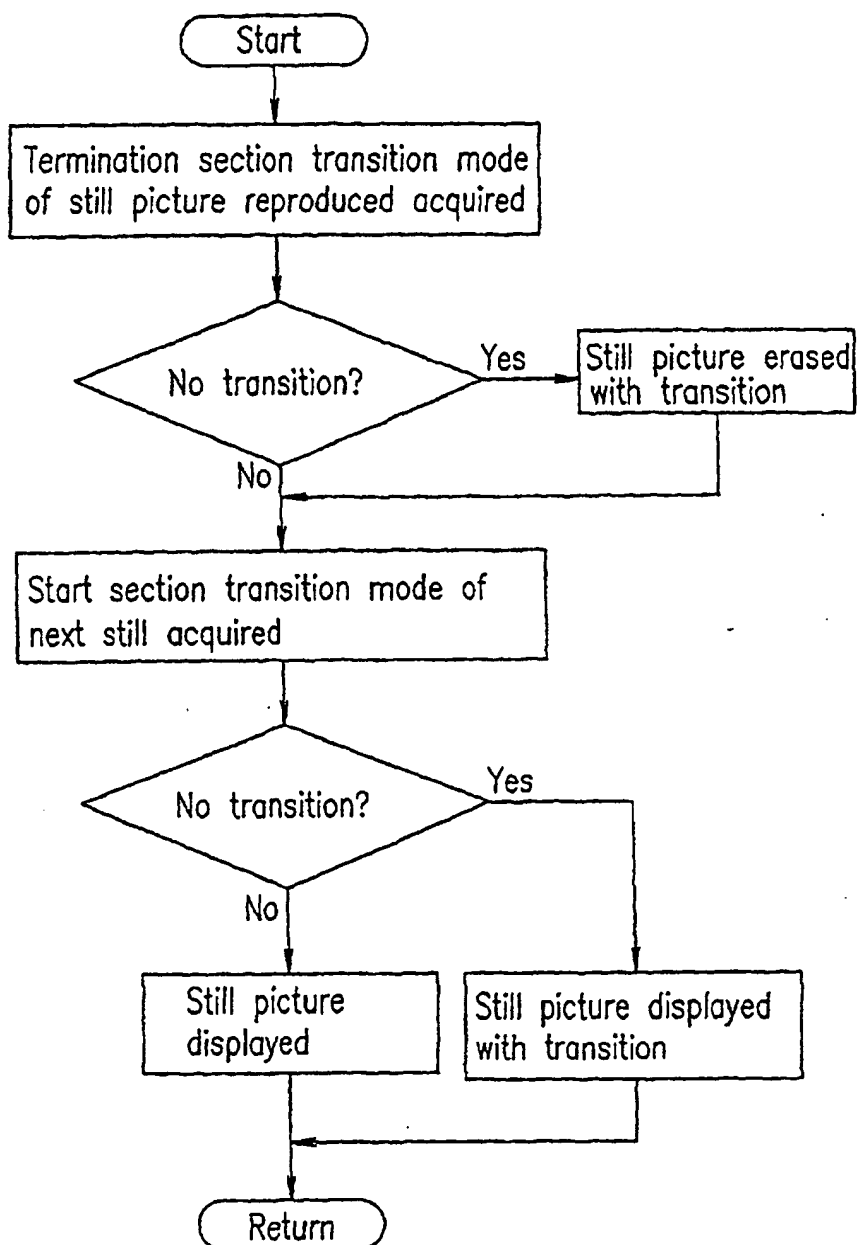 Start
Termination section transition mode
of still picture reproduced acquired
No transition?
Yes
Still picture erased
with transition
No
Start section transition mode of
next still acquired
No transition?
Yes
No
Still picture
displayed
Still picture displayed
with transition
Return